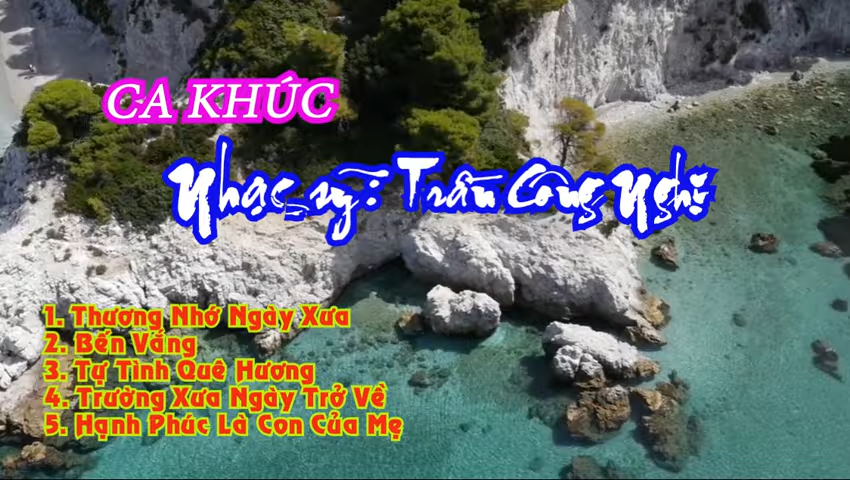 CA KHÚC
Nhạc sỹ: Trần Công Nghị
1. Thương Nhớ Ngày Xưa
2. Bến Vắng
3. Tự Tình Quê Hương
4. Trường Xưa Ngày Trở Về
5. Hạnh Phúc Là Con Của Mẹ